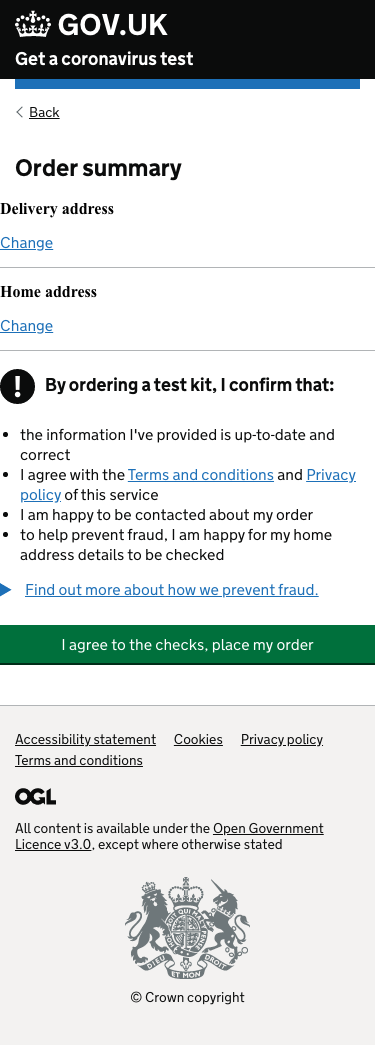 GOV.UK
Get a coronavirus test
Back
Order summary
Delivery address
Change
Home address
Change
! By ordering a test kit, I confirm that:
• the information I've provided is up-to-date and
correct
• I agree with the Terms and conditions and Privacy
policy of this service
• I am happy to be contacted about my order
• to help prevent fraud, I am happy for my home
address details to be checked
Find out more about how we prevent fraud.
I agree to the checks, place my order
Accessibility statement Cookies Privacy policy
Terms and conditions
OGL
All content is available under the Open Government
Licence v3.0, except where otherwise stated
DIEU ET MON
© Crown copyright